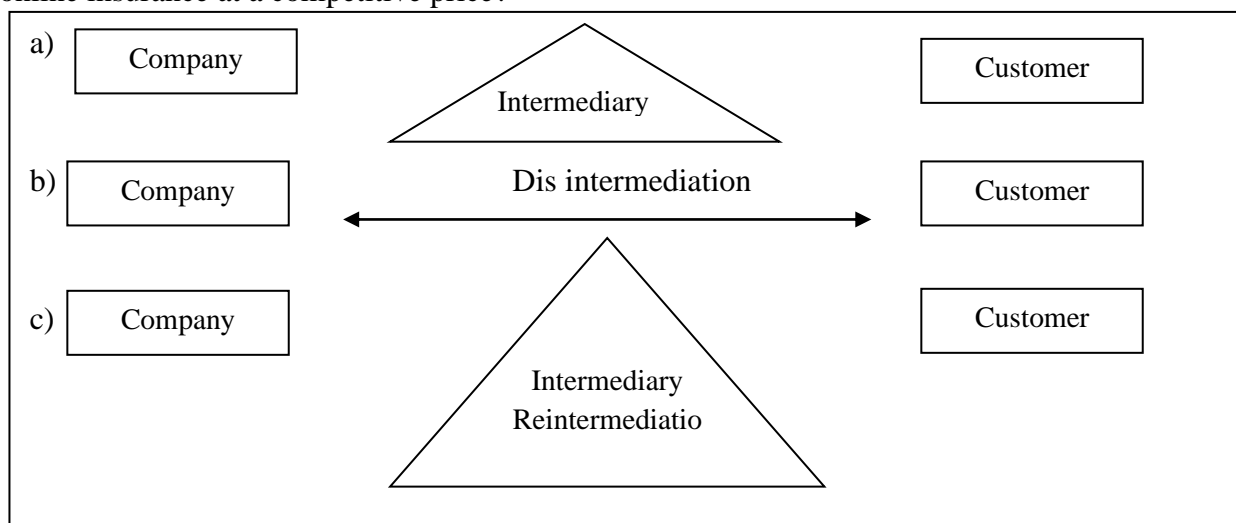 online insurance at a competitive price?
a) Company Intermediary Customer
b) Company Dis intermediation Customer
c) Company Customer
Intermediary
Reintermediatio